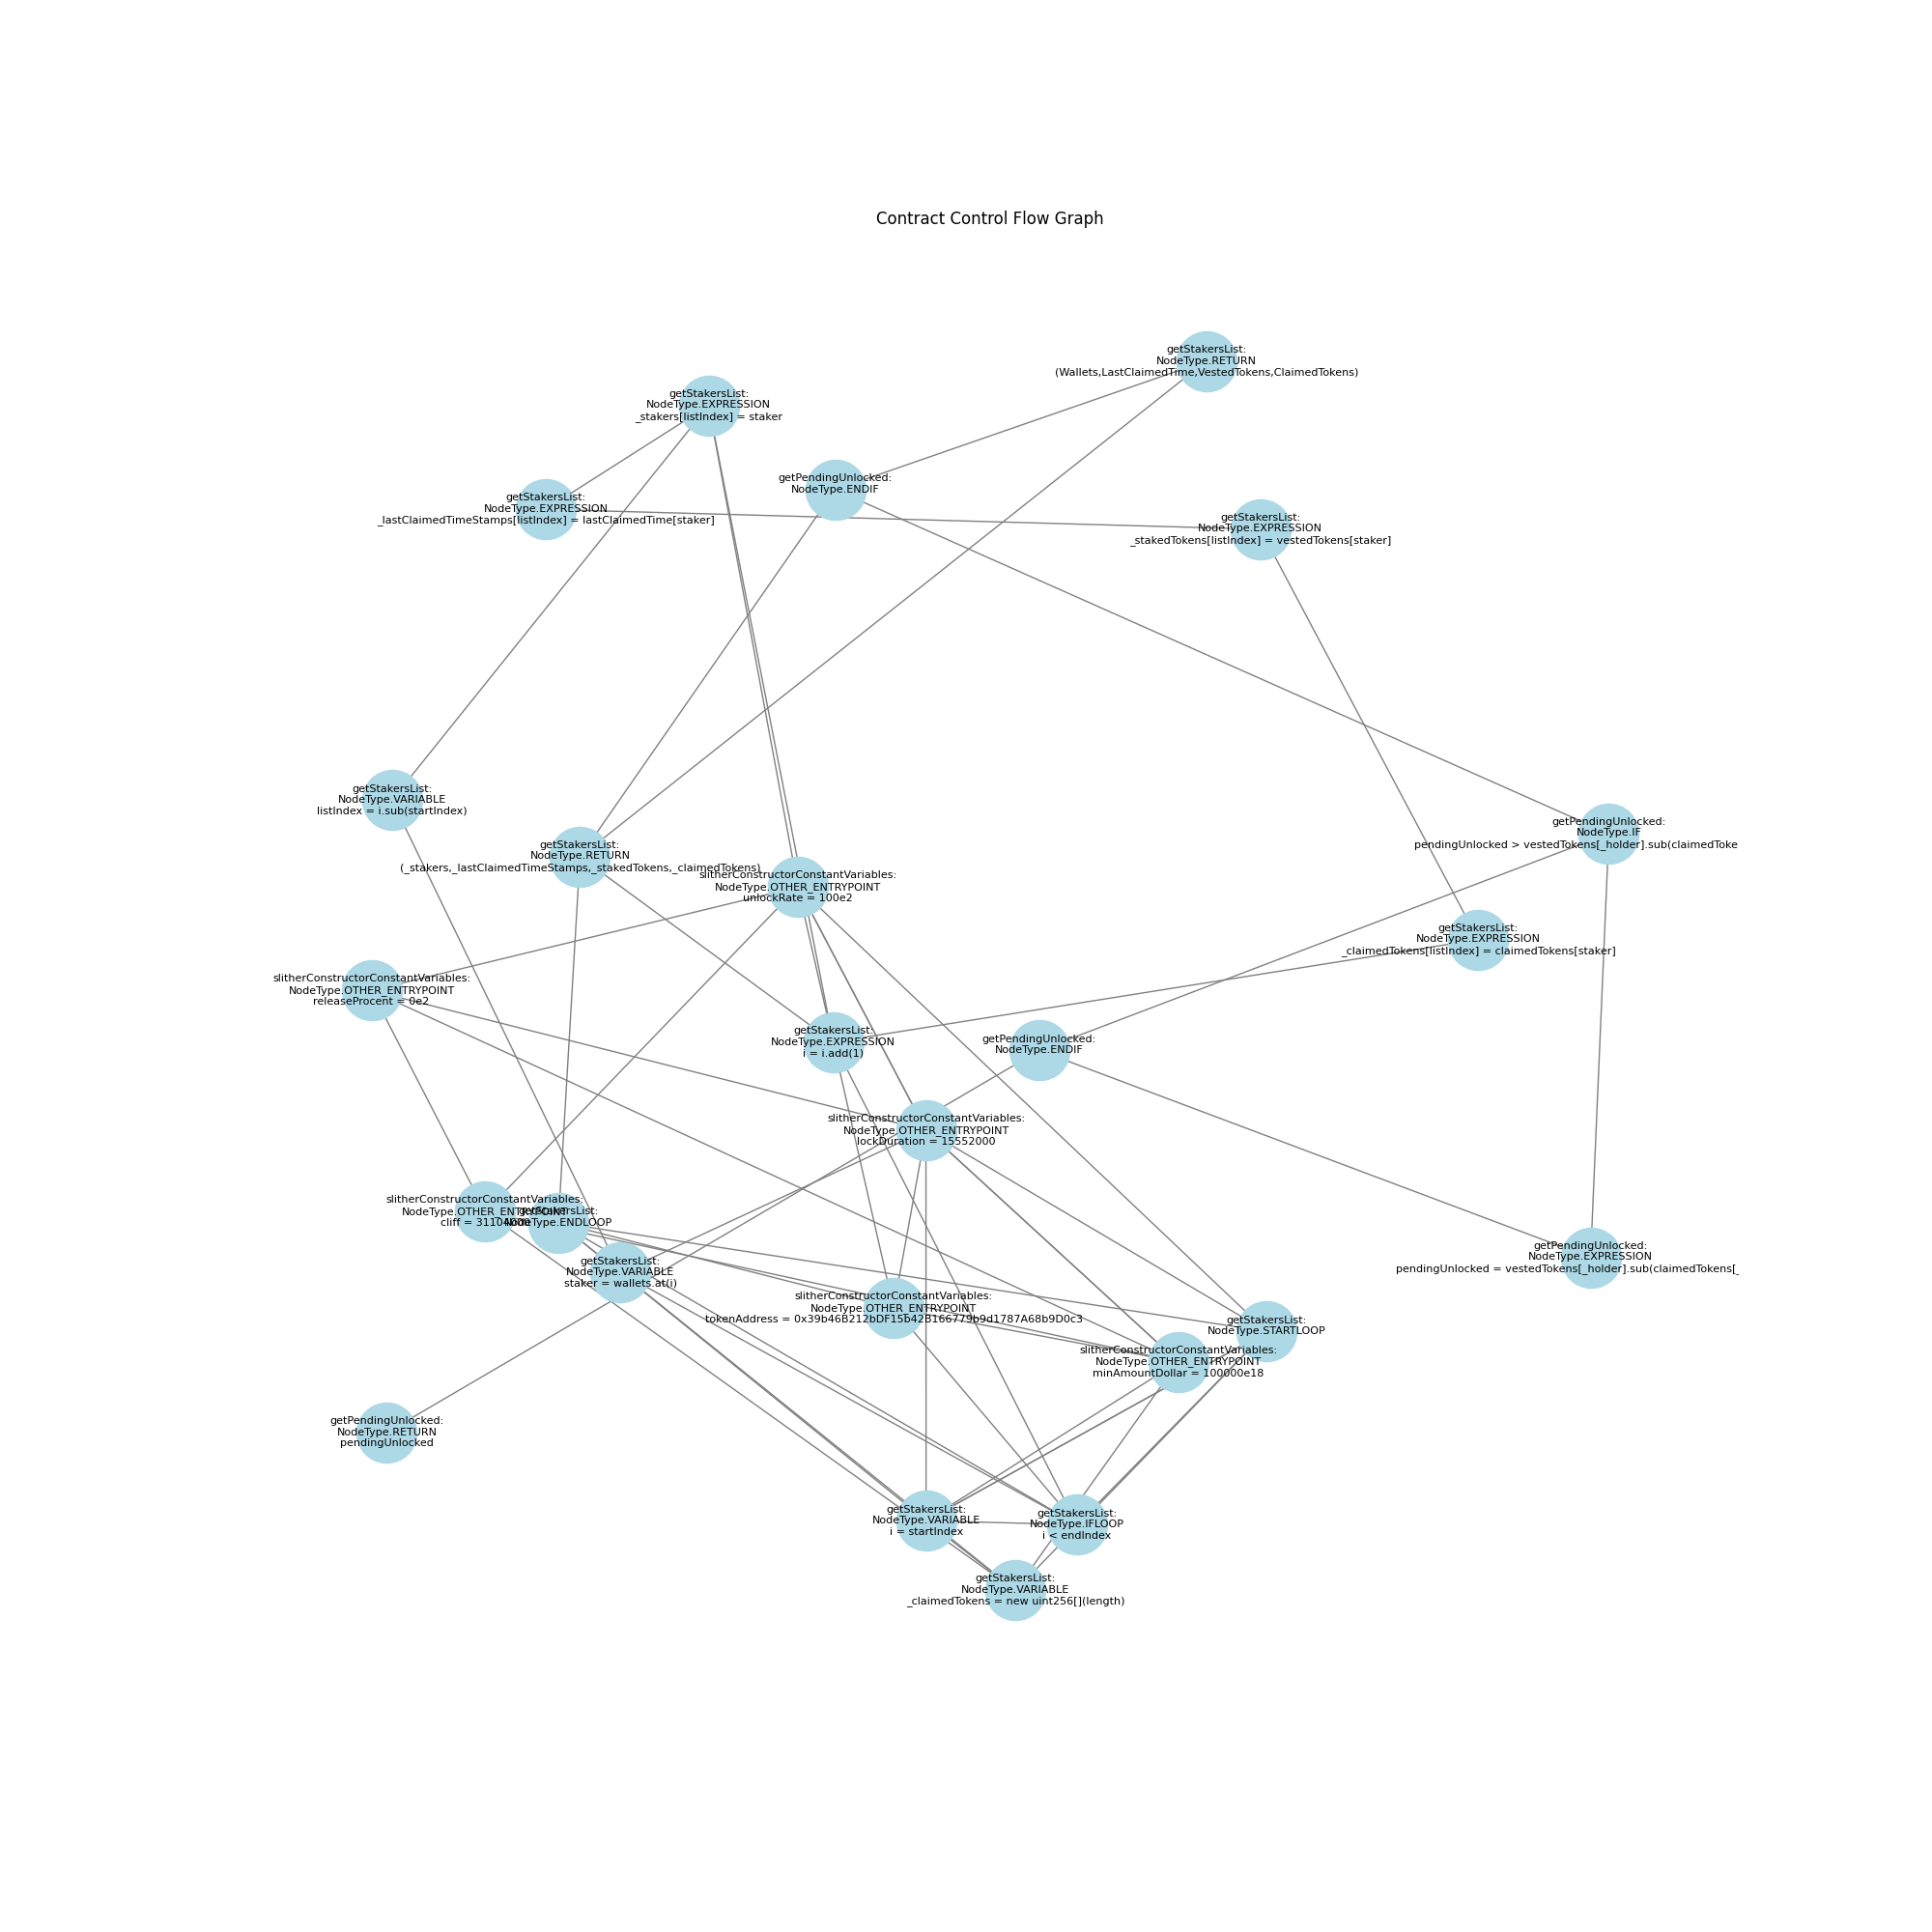 Contract Control Flow Graph
getStakersList:
NodeType.RETURN
(Wallets,LastClaimedTime,VestedTokens,ClaimedTokens)
getStakersList:
NodeType.EXPRESSION
_stakers[listIndex] = staker
getPendingUnlocked:
NodeType.ENDIF
getStakersList:
NodeType.EXPRESSION
_lastClaimedTimeStamps[listIndex] = lastClaimedTime[staker]
getStakersList:
NodeType.EXPRESSION
_stakedTokens[listIndex] = vestedTokens[staker]
getStakersList:
NodeType.VARIABLE
listIndex = i.sub(startIndex)
getPendingUnlocked:
NodeType.IF
pendingUnlocked > vestedTokens[_holder].sub(claimedToke
getStakersList:
NodeType.RETURN
(_stakers,_lastClaimedTimeStamps,_stakedTokens,_claimedTokens)
slitherConstructorConstantVariables:
NodeType.OTHER_ENTRYPOINT
unlockRate = 100e2
getStakersList:
NodeType.EXPRESSION
_claimedTokens[listIndex] = claimedTokens[staker]
slitherConstructorConstantVariables:
NodeType.OTHER_ENTRYPOINT
releaseProcent = 0e2
getStakersList:
NodeType.EXPRESSION
i = i.add(1)
getPendingUnlocked:
NodeType.ENDIF
slitherConstructorConstantVariables:
NodeType.OTHER_ENTRYPOINT
lockDuration = 15552000
slitherConstructorConstantVariables:
NodeType.OTHER_ENTRYPOINT
cliff = 31104000
getStakersList:
NodeType.ENDLOOP
getStakersList:
NodeType.VARIABLE
staker = wallets.at(i)
getPendingUnlocked:
NodeType.EXPRESSION
pendingUnlocked = vestedTokens[_holder].sub(claimedTokens[_
slitherConstructorConstantVariables:
NodeType.OTHER_ENTRYPOINT
tokenAddress = 0x39b46B212bDF15b42B166779b9d1787A68b9D0c3
getStakersList:
NodeType.STARTLOOP
slitherConstructorConstantVariables:
NodeType.OTHER_ENTRYPOINT
minAmountDollar = 100000e18
getPendingUnlocked:
NodeType.RETURN
pendingUnlocked
getStakersList:
NodeType.VARIABLE
i = startIndex
getStakersList:
NodeType.IFLOOP
i < endIndex
getStakersList:
NodeType.VARIABLE
_claimedTokens = new uint256[](length)